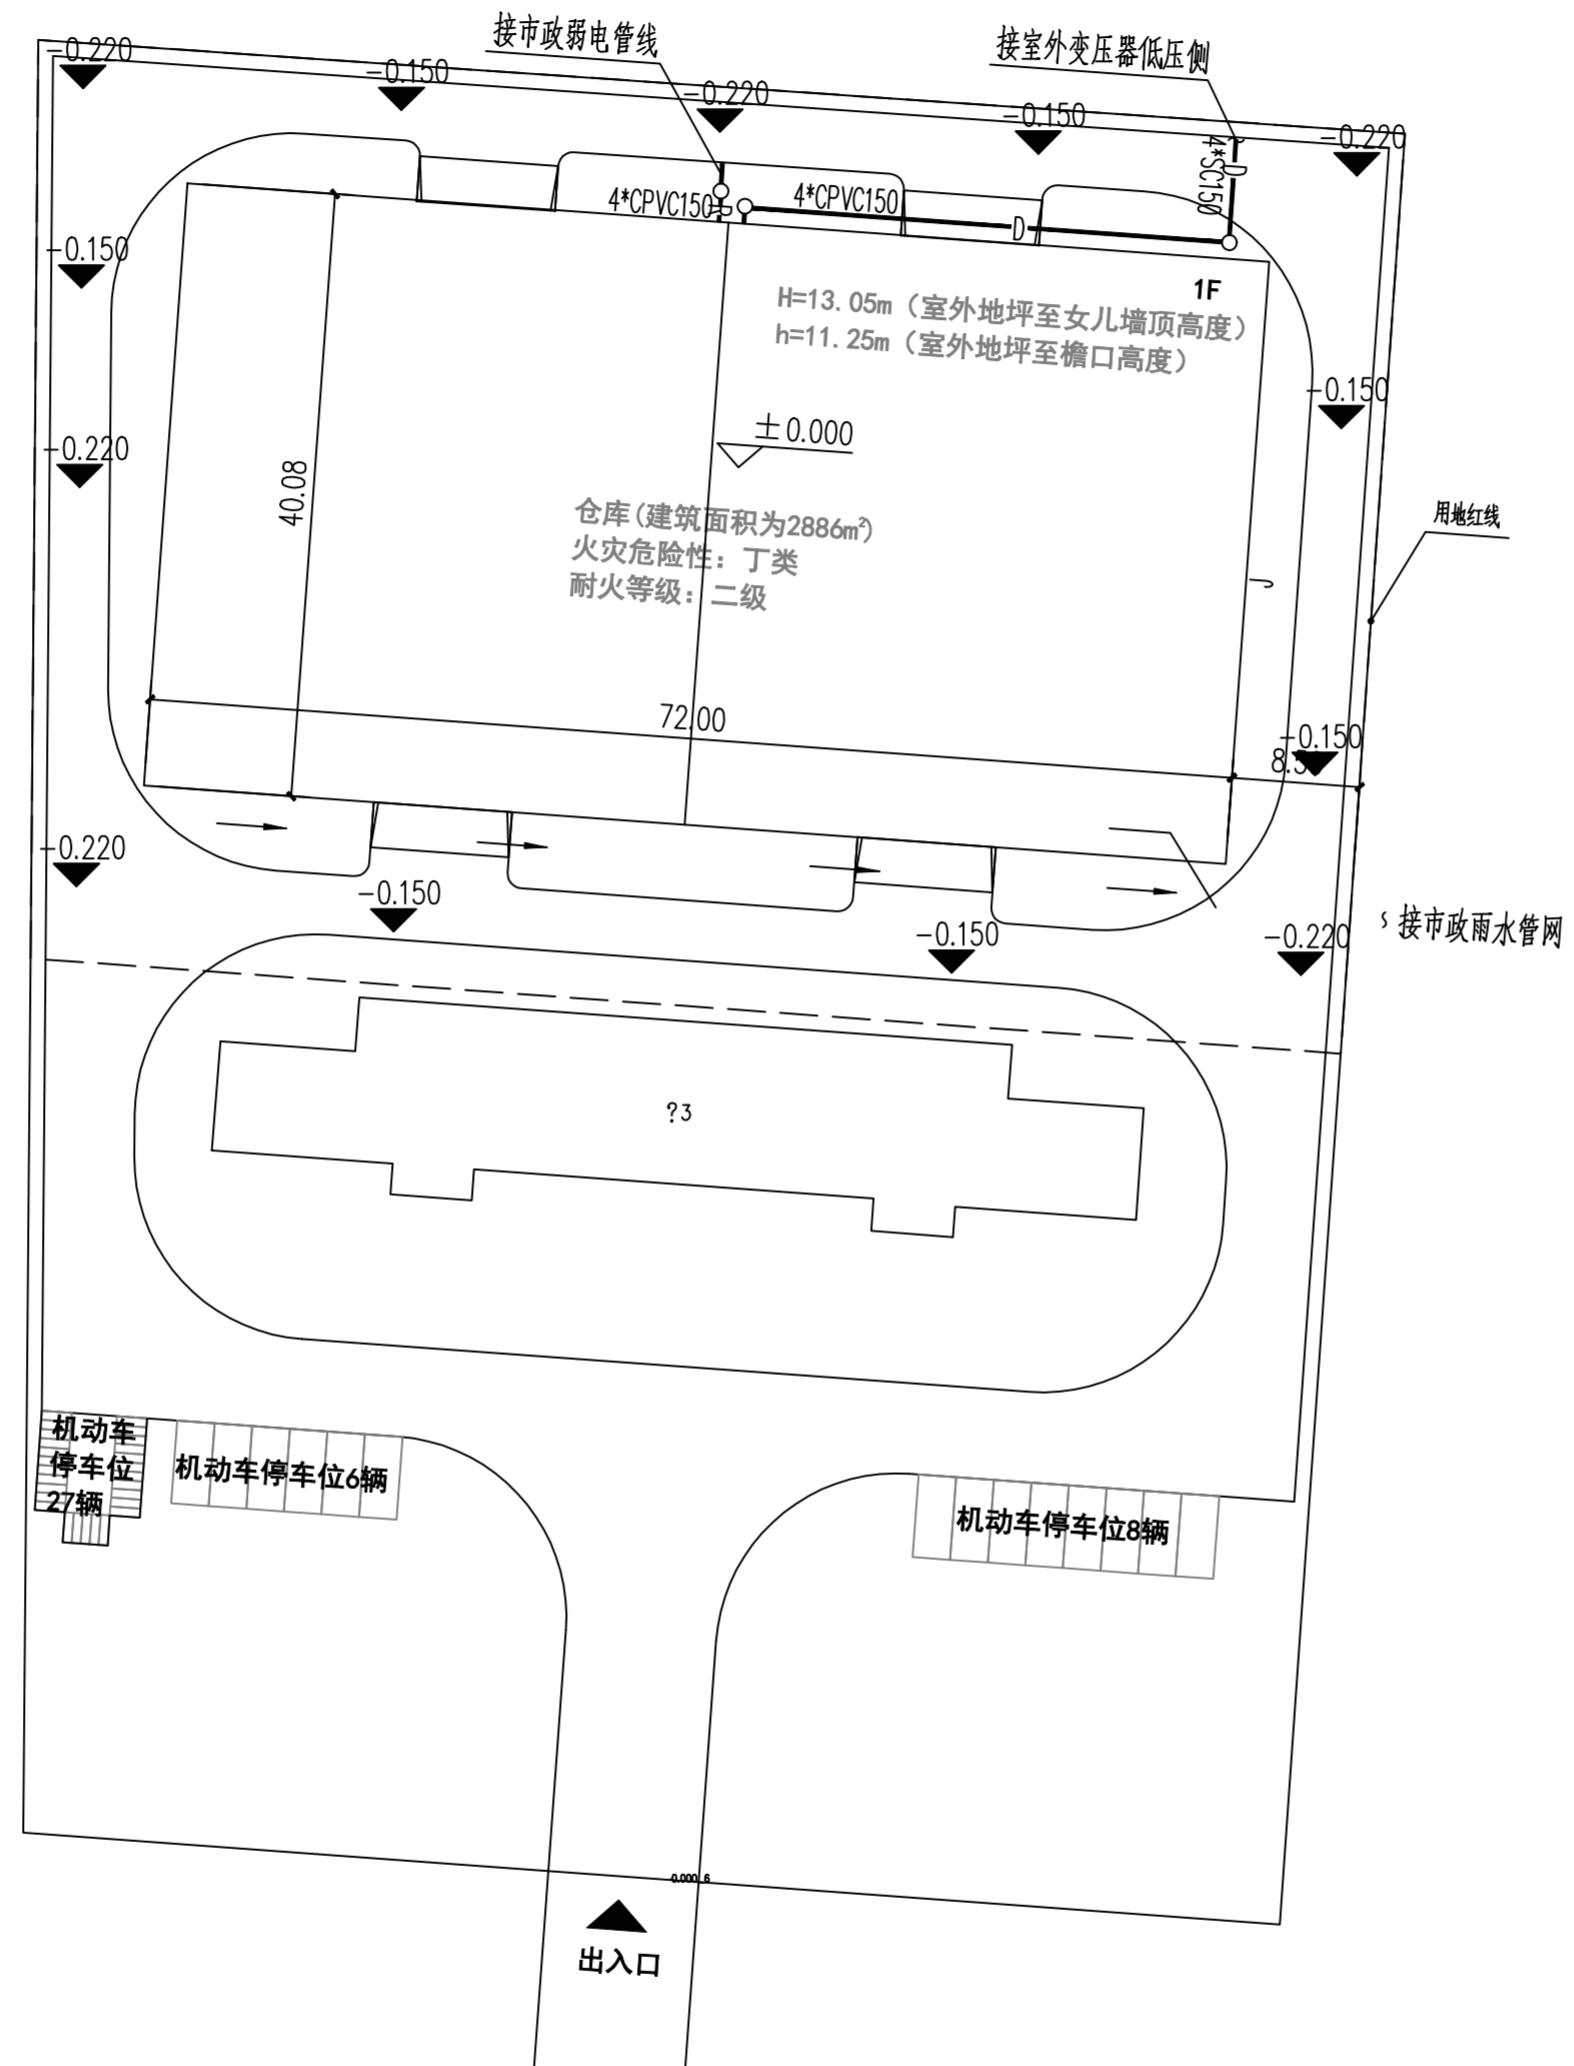 接市政弱电管线
接室外变压器低压侧
-0.220
-0.150
-0.220
-0.150
-0.220
4*SC150
D
4*CPVC150
4*CPVC150
D
-0.150
1F
H=13.05m（室外地坪至女儿墙顶高度）
h=11.25m（室外地坪至檐口高度）
-0.150
±0.000
-0.220
40.08
仓库(建筑面积为2886m²)
火灾危险性：丁类
耐火等级：二级
用地红线
J
72.00
-0.150
-0.220
-0.150
-0.150
-0.220
接市政雨水管网
?3
机动车
停车位
27辆
机动车停车位6辆
机动车停车位8辆
出入口